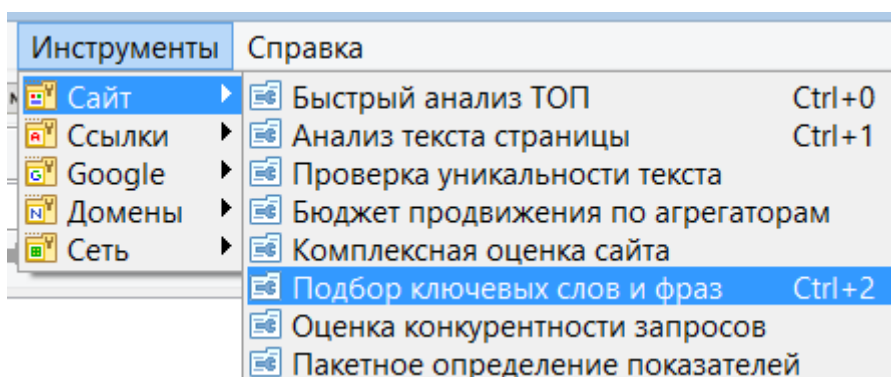 Инструменты Справка
Сайт Быстрый анализ ТОП Ctrl+0
Ссылки Анализ текста страницы Ctrl+1
Google Проверка уникальности текста
Домены Бюджет продвижения по агрегаторам
Сеть Комплексная оценка сайта
Подбор ключевых слов и фраз Ctrl+2
Оценка конкурентности запросов
Пакетное определение показателей